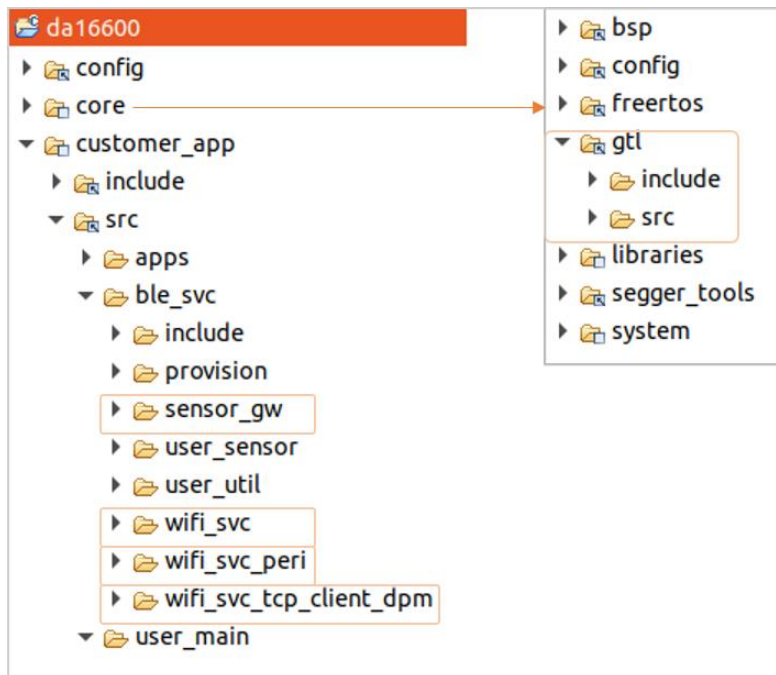 da16600
config
core
customer_app
include
src
apps
ble_svc
include
provision
sensor_gw
user_sensor
user_util
wifi_svc
wifi_svc_peri
wifi_svc_tcp_client_dpm
user_main
bsp
config
freertos
gtl
include
src
libraries
segger_tools
system